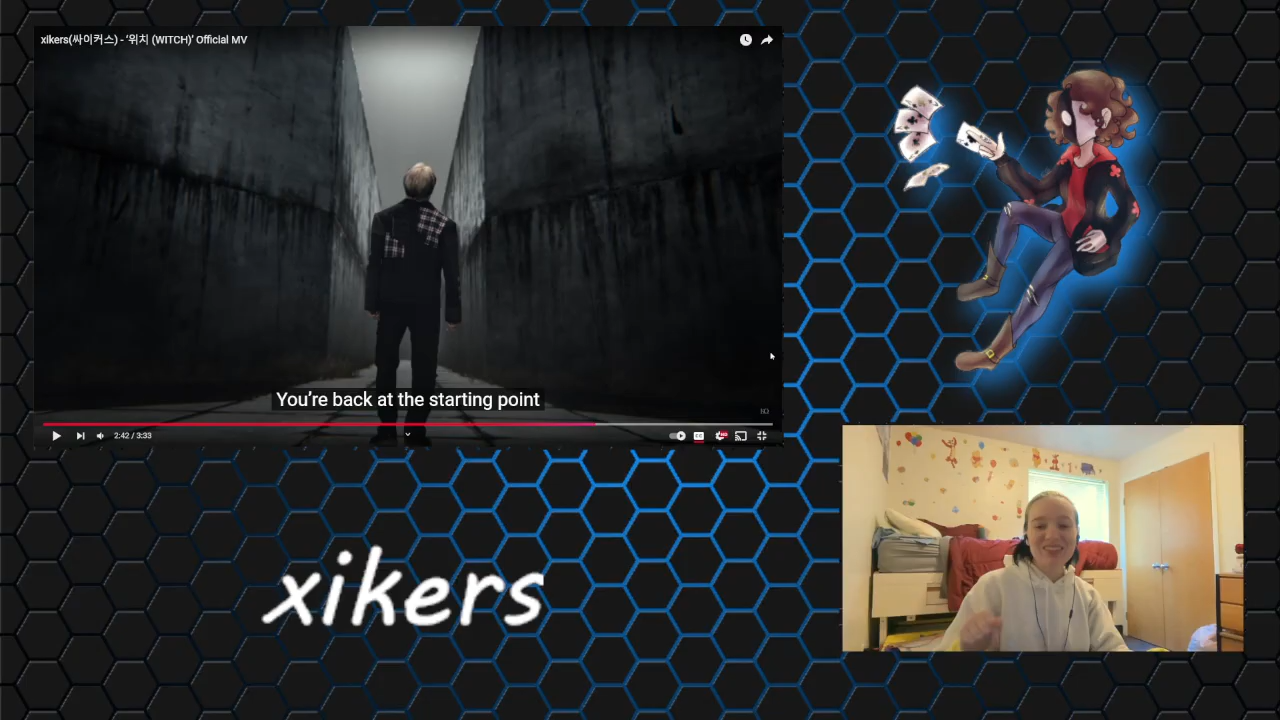 xikers(싸이커스) - ‘위치 (WITCH)’ Official MV
You’re back at the starting point
2:42 / 3:33
xikers